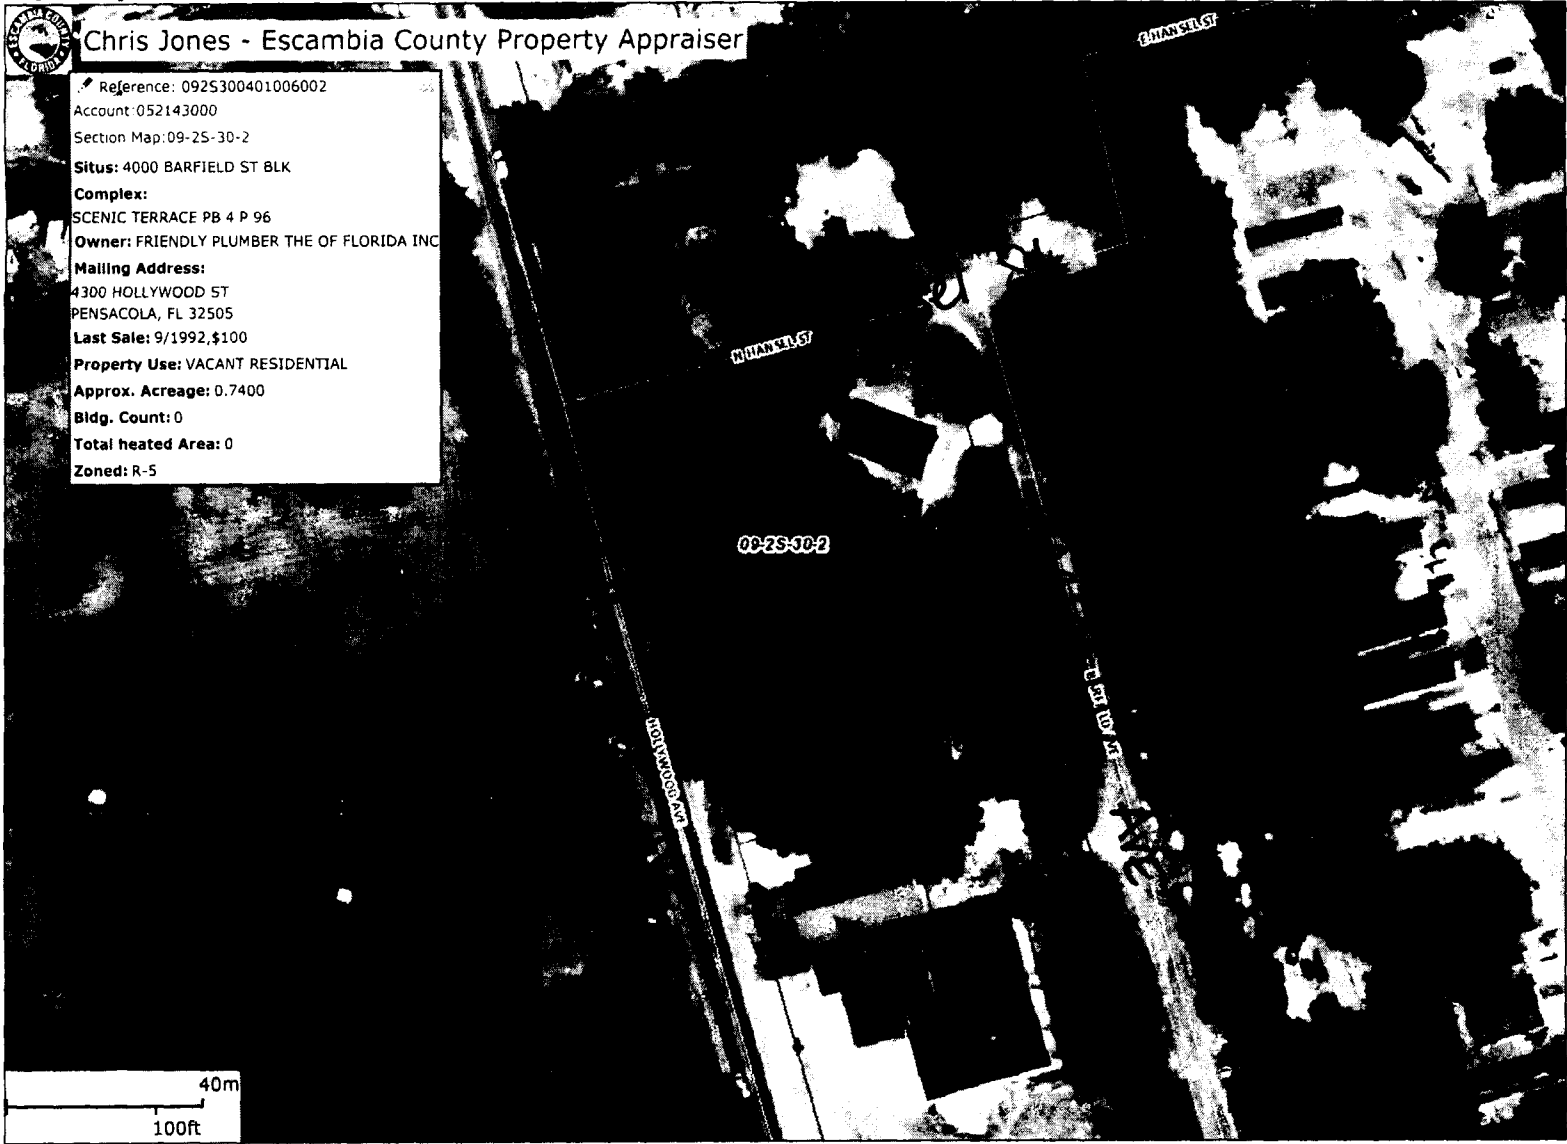 ESCAMBIA COUNTY
FLORIDA
Chris Jones - Escambia County Property Appraiser
Reference: 092S300401006002
Account:052143000
Section Map:09-2S-30-2
Situs: 4000 BARFIELD ST BLK
Complex:
SCENIC TERRACE PB 4 P 96
Owner: FRIENDLY PLUMBER THE OF FLORIDA INC
Mailing Address:
4300 HOLLYWOOD ST
PENSACOLA, FL 32505
Last Sale: 9/1992,$100
Property Use: VACANT RESIDENTIAL
Approx. Acreage: 0.7400
Bldg. Count: 0
Total heated Area: 0
Zoned: R-5
E HANSEL ST
N HANSEL ST
09-2S-30-2
HOLLYWOOD AVE
AVE
40m
100ft